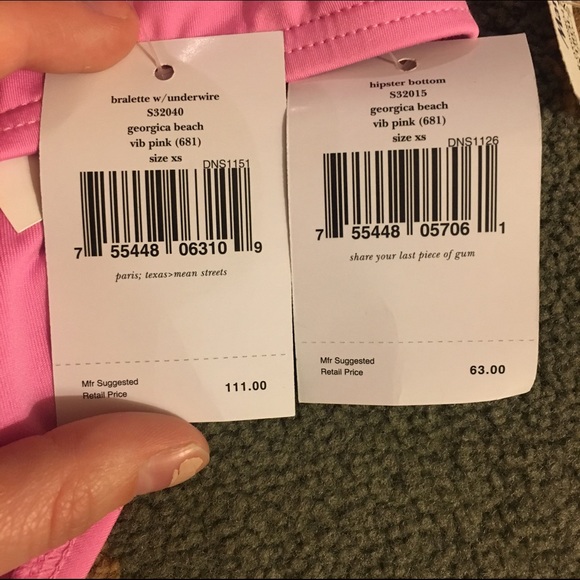 bralette w/underwire
S32040
georgica beach
vib pink (681)
size xs
DNS1151
7 55448 06310 9
paris; texas>mean streets
Mfr Suggested
Retail Price
111.00
hipster bottom
S32015
georgica beach
vib pink (681)
size xs
DNS1126
7 55448 05706 1
share your last piece of gum
Mfr Suggested
Retail Price
63.00